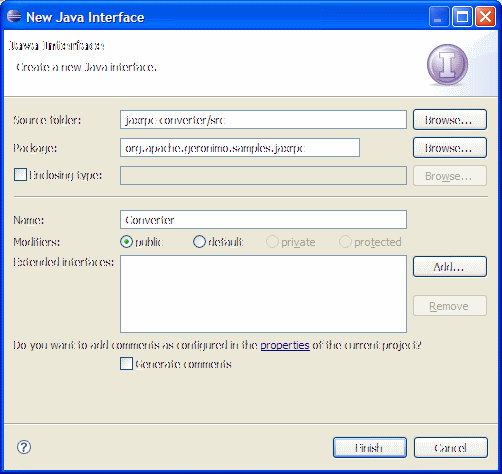 New Java Interface
Java Interface
Create a new Java interface.
Source folder: jaxrpc-converter/src Browse...
Package: org.apache.geronimo.samples.jaxrpc Browse...
Enclosing type: Browse...
Name: Converter
Modifiers: public default private protected
Extended interfaces: Add...
Remove
Do you want to add comments as configured in the properties of the current project?
Generate comments
Finish Cancel